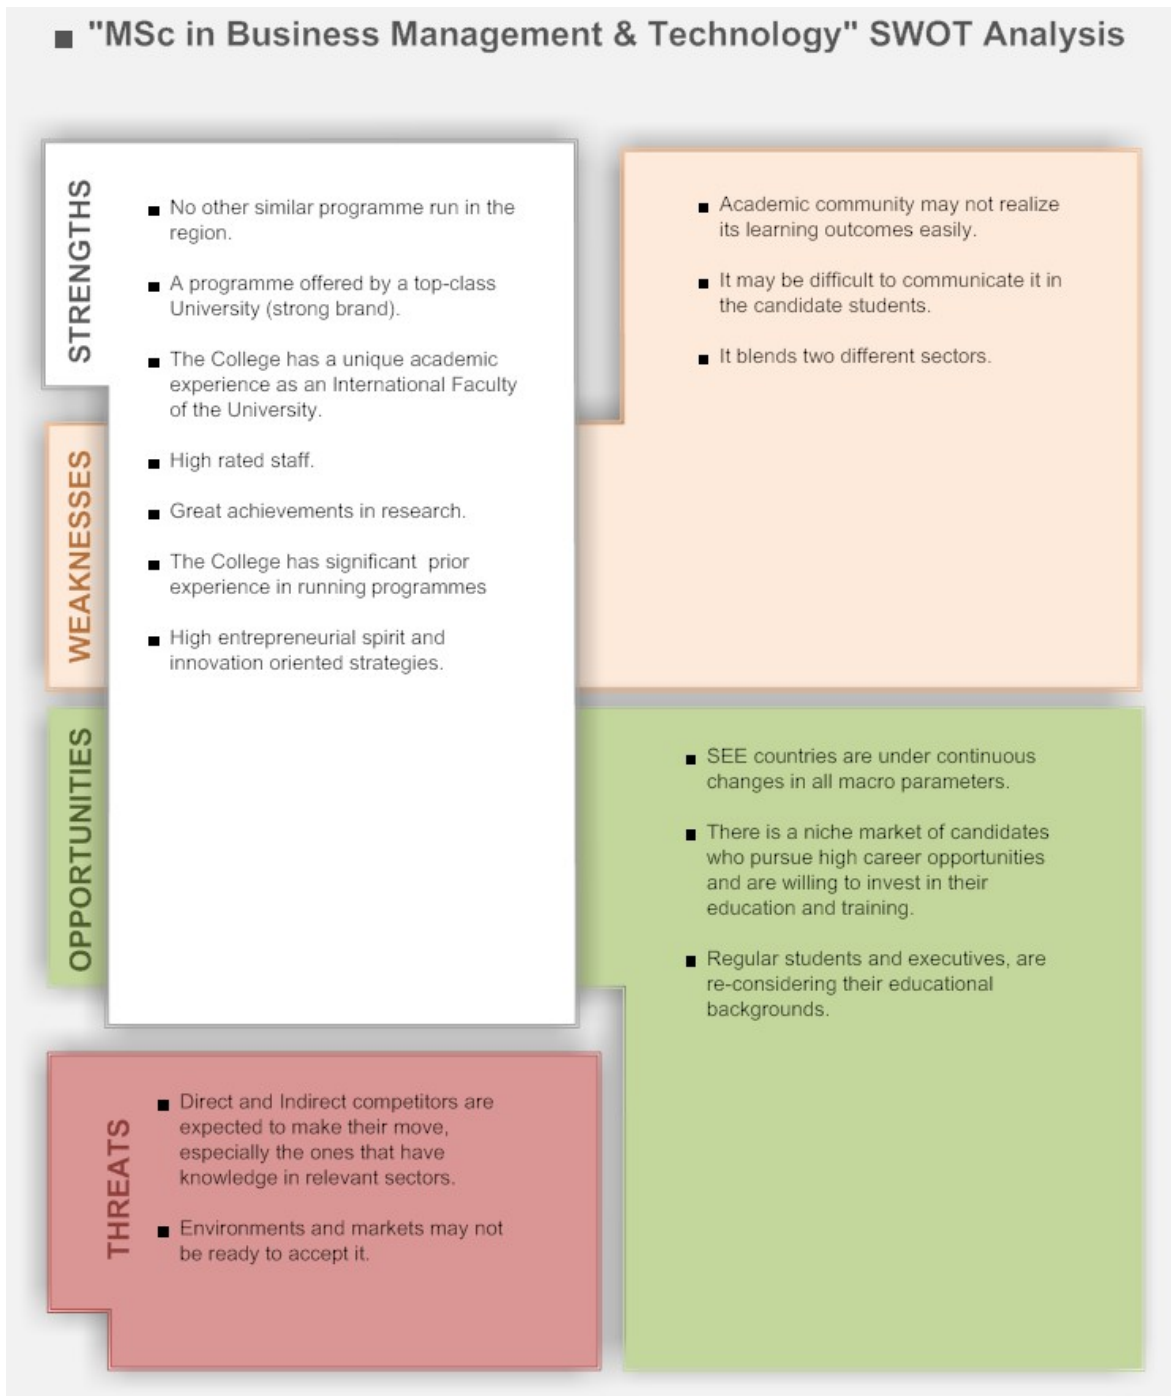 ■ "MSc in Business Management & Technology" SWOT Analysis
STRENGTHS
■ No other similar programme run in the
region.
■ A programme offered by a top-class
University (strong brand).
■ The College has a unique academic
experience as an International Faculty
of the University.
■ High rated staff.
■ Great achievements in research.
■ The College has significant  prior
experience in running programmes
■ High entrepreneurial spirit and
innovation oriented strategies.
WEAKNESSES
■ Academic community may not realize
its learning outcomes easily.
■ It may be difficult to communicate it in
the candidate students.
■ It blends two different sectors.
OPPORTUNITIES
■ SEE countries are under continuous
changes in all macro parameters.
■ There is a niche market of candidates
who pursue high career opportunities
and are willing to invest in their
education and training.
■ Regular students and executives, are
re-considering their educational
backgrounds.
THREATS
■ Direct and Indirect competitors are
expected to make their move,
especially the ones that have
knowledge in relevant sectors.
■ Environments and markets may not
be ready to accept it.